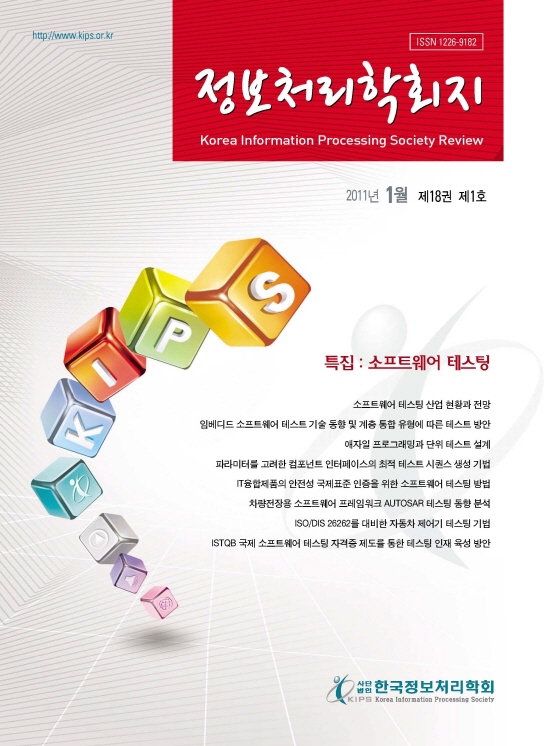 http://www.kips.or.kr
ISSN 1226-9182
정보처리학회지
Korea Information Processing Society Review
2011년 1월 제18권 제1호
S
P
I
K
특집 : 소프트웨어 테스팅
소프트웨어 테스팅 산업 현황과 전망
임베디드 소프트웨어 테스트 기술 동향 및 계층 통합 유형에 따른 테스트 방안
애자일 프로그래밍과 단위 테스트 설계
파라미터를 고려한 컴포넌트 인터페이스의 최적 테스트 시퀀스 생성 기법
IT융합제품의 안전성 국제표준 인증을 위한 소프트웨어 테스팅 방법
차량전장용 소프트웨어 프레임워크 AUTOSAR 테스팅 동향 분석
ISO/DIS 26262를 대비한 자동차 제어기 테스팅 기법
ISTQB 국제 소프트웨어 테스팅 자격증 제도를 통한 테스팅 인재 육성 방안
사단법인 한국정보처리학회
KIPS Korea Information Processing Society